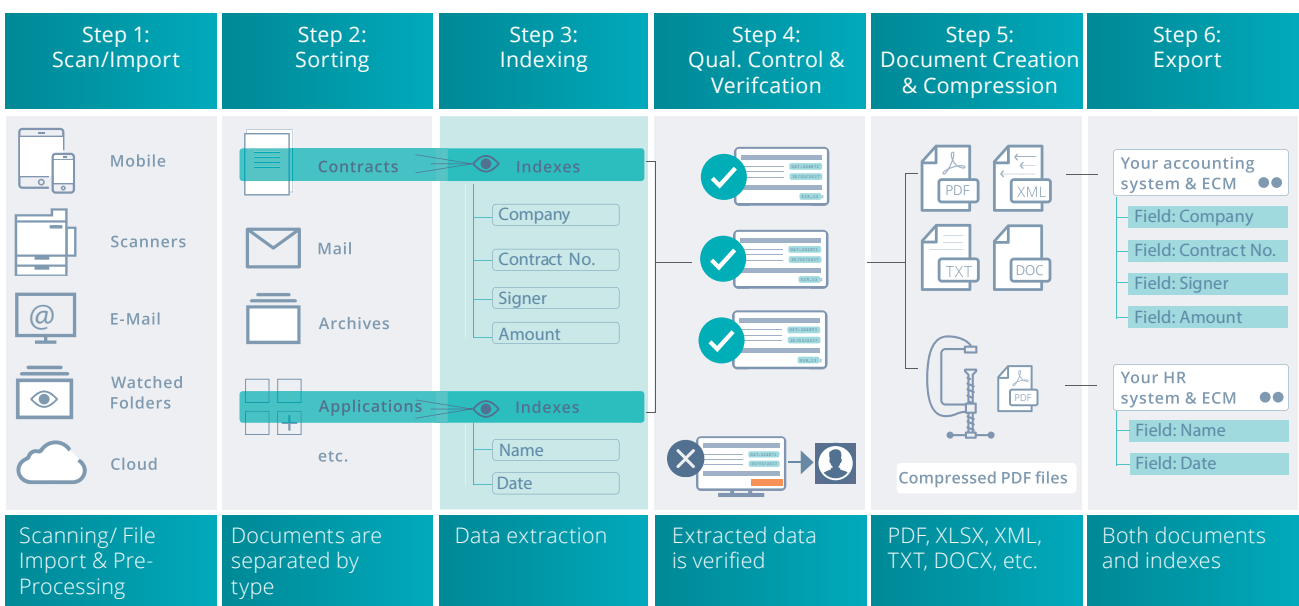 Step 1:
Scan/Import
Step 2:
Sorting
Step 3:
Indexing
Step 4:
Qual. Control &
Verifcation
Step 5:
Document Creation
& Compression
Step 6:
Export
Mobile
Scanners
@
E-Mail
Watched
Folders
Cloud
Contracts
Mail
Archives
Applications
etc.
Indexes
Company
Contract No.
Signer
Amount
Indexes
Name
Date
PDF
XML
TXT
DOC
PDF
Compressed PDF files
Your accounting
system & ECM
Field: Company
Field: Contract No.
Field: Signer
Field: Amount
Your HR
system & ECM
Field: Name
Field: Date
Scanning/ File
Import & Pre-
Processing
Documents are
separated by
type
Data extraction
Extracted data
is verified
PDF, XLSX, XML,
TXT, DOCX, etc.
Both documents
and indexes